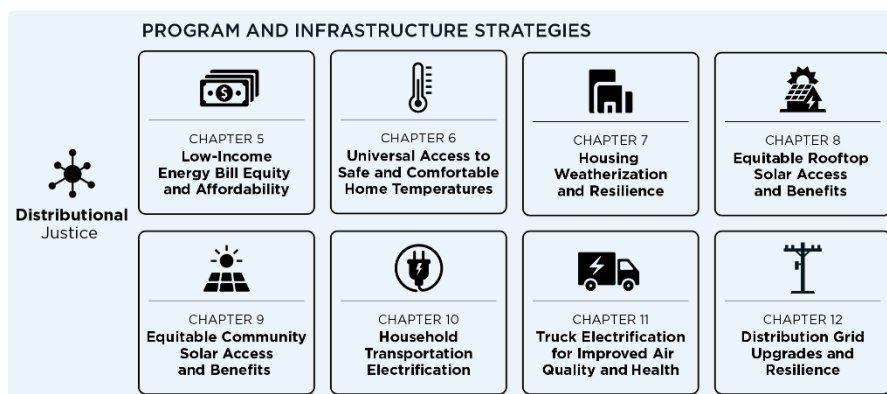 PROGRAM AND INFRASTRUCTURE STRATEGIES
Distributional
Justice
CHAPTER 5
Low-Income
Energy Bill Equity
and Affordability
CHAPTER 6
Universal Access to
Safe and Comfortable
Home Temperatures
CHAPTER 7
Housing
Weatherization
and Resilience
CHAPTER 8
Equitable Rooftop
Solar Access
and Benefits
CHAPTER 9
Equitable Community
Solar Access
and Benefits
CHAPTER 10
Household
Transportation
Electrification
CHAPTER 11
Truck Electrification
for Improved Air
Quality and Health
CHAPTER 12
Distribution Grid
Upgrades and
Resilience